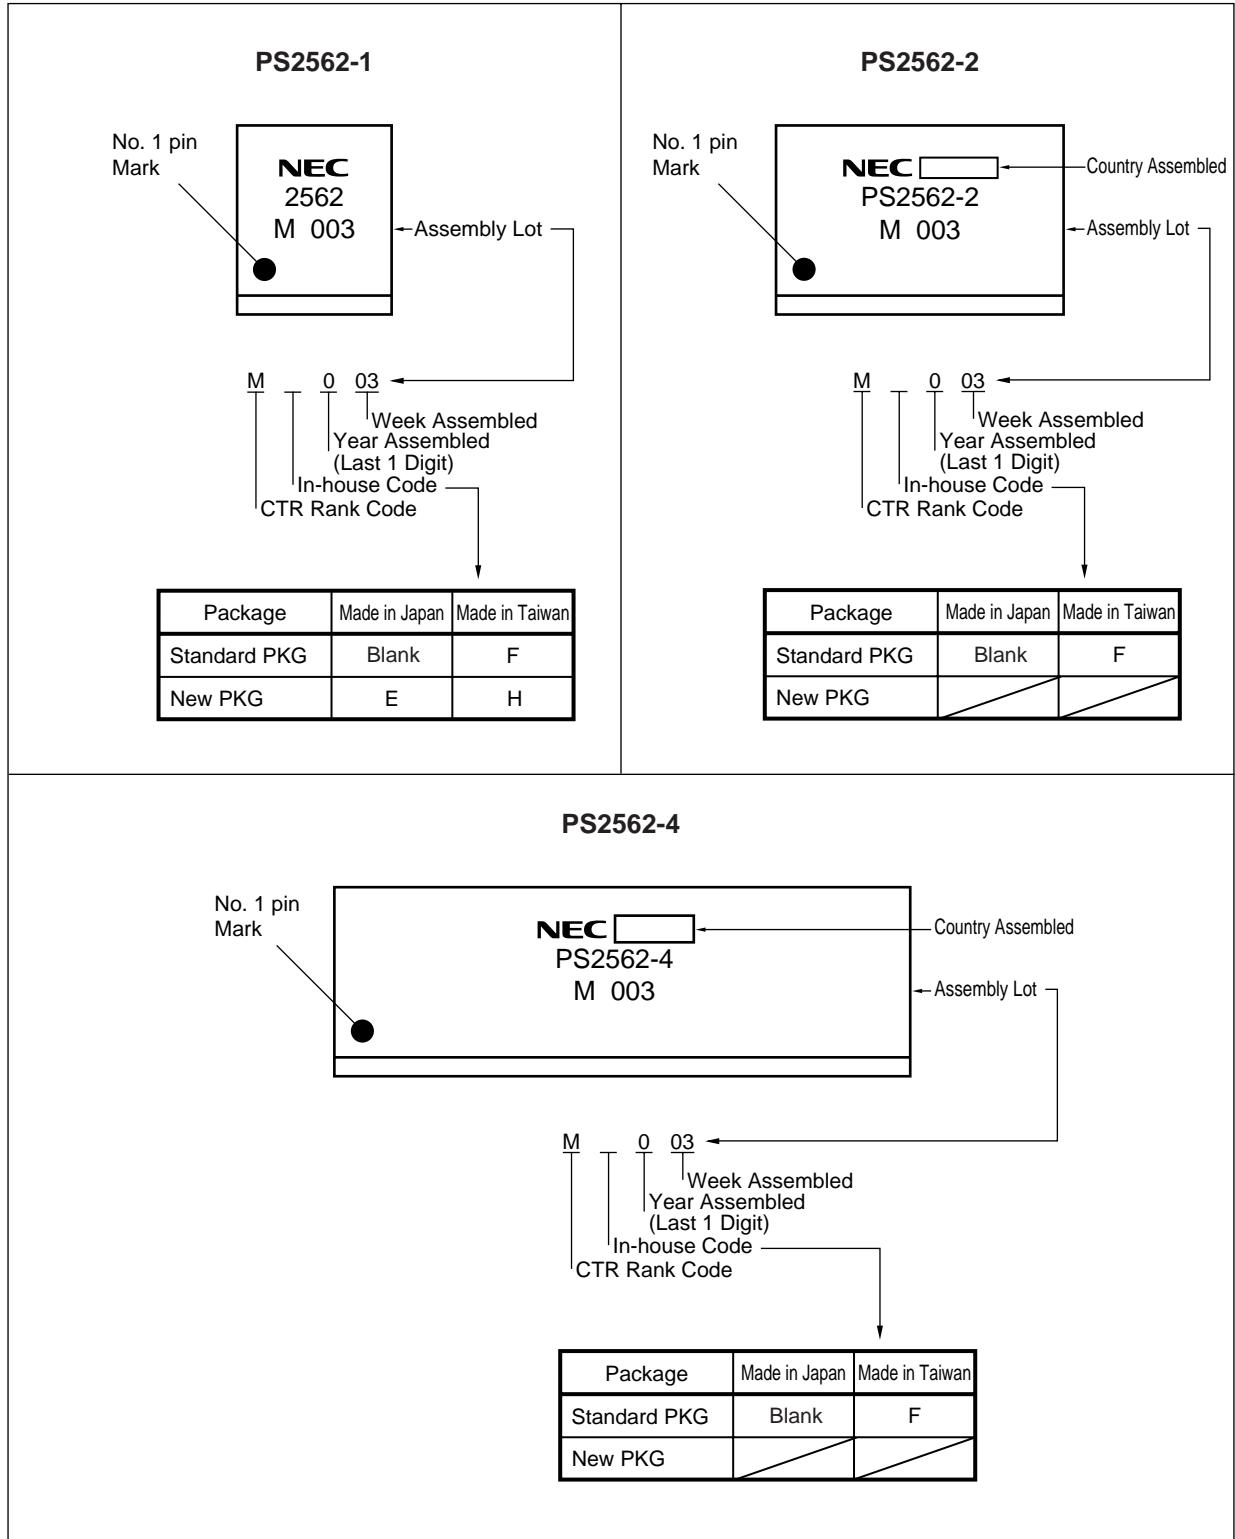 PS2562-1
No. 1 pin
Mark
NEC
2562
M 003
Assembly Lot
M 0 03
Week Assembled
Year Assembled
(Last 1 Digit)
In-house Code
CTR Rank Code
Package Made in Japan Made in Taiwan
Standard PKG Blank F
New PKG E H
PS2562-2
No. 1 pin
Mark
NEC
Country Assembled
PS2562-2
M 003
Assembly Lot
M 0 03
Week Assembled
Year Assembled
(Last 1 Digit)
In-house Code
CTR Rank Code
Package Made in Japan Made in Taiwan
Standard PKG Blank F
New PKG
PS2562-4
No. 1 pin
Mark
NEC
Country Assembled
PS2562-4
M 003
Assembly Lot
M 0 03
Week Assembled
Year Assembled
(Last 1 Digit)
In-house Code
CTR Rank Code
Package Made in Japan Made in Taiwan
Standard PKG Blank F
New PKG